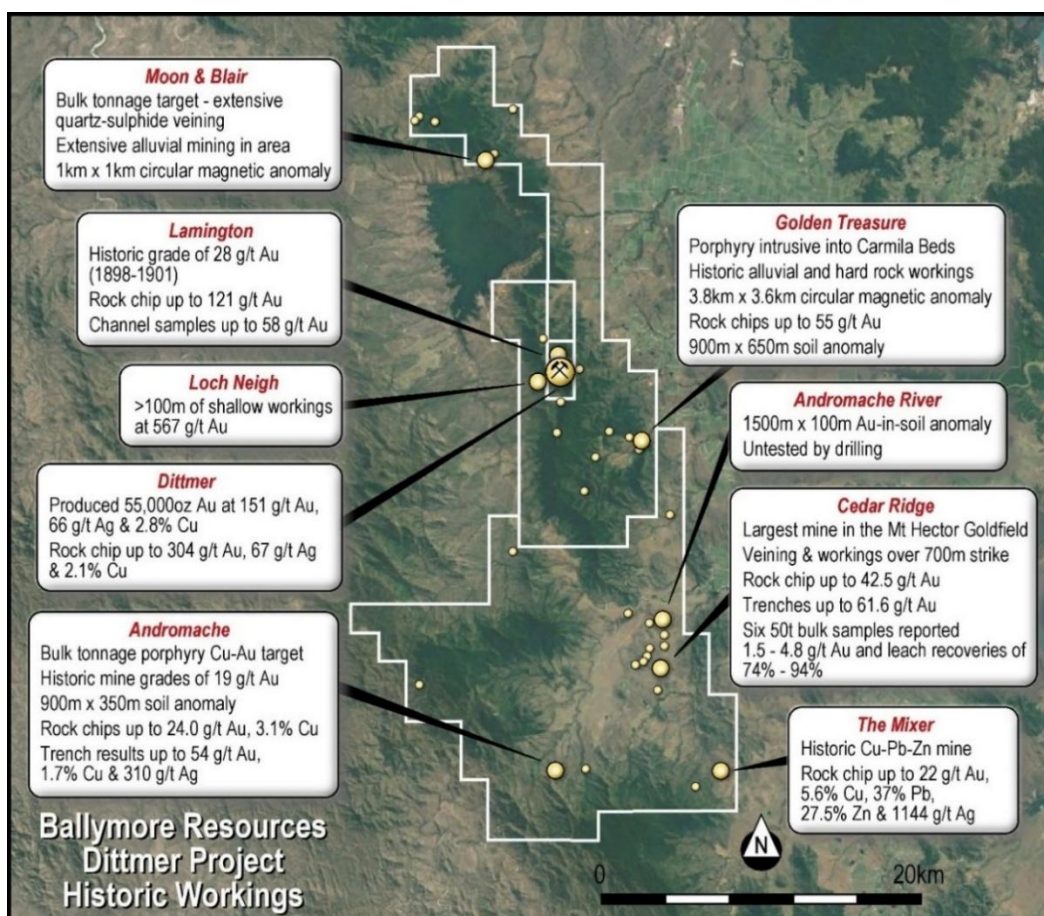 Moon & Blair
Bulk tonnage target - extensive
quartz-sulphide veining
Extensive alluvial mining in area
1km x 1km circular magnetic anomaly
Lamington
Historic grade of 28 g/t Au
(1898-1901)
Rock chip up to 121 g/t Au
Channel samples up to 58 g/t Au
Loch Neigh
>100m of shallow workings
at 567 g/t Au
Dittmer
Produced 55,000oz Au at 151 g/t Au,
66 g/t Ag & 2.8% Cu
Rock chip up to 304 g/t Au, 67 g/t Ag
& 2.1% Cu
Andromache
Bulk tonnage porphyry Cu-Au target
Historic mine grades of 19 g/t Au
900m x 350m soil anomaly
Rock chips up to 24.0 g/t Au, 3.1% Cu
Trench results up to 54 g/t Au,
1.7% Cu & 310 g/t Ag
Golden Treasure
Porphyry intrusive into Carmila Beds
Historic alluvial and hard rock workings
3.8km x 3.6km circular magnetic anomaly
Rock chips up to 55 g/t Au
900m x 650m soil anomaly
Andromache River
1500m x 100m Au-in-soil anomaly
Untested by drilling
Cedar Ridge
Largest mine in the Mt Hector Goldfield
Veining & workings over 700m strike
Rock chip up to 42.5 g/t Au
Trenches up to 61.6 g/t Au
Six 50t bulk samples reported
1.5 - 4.8 g/t Au and leach recoveries of
74% - 94%
The Mixer
Historic Cu-Pb-Zn mine
Rock chip up to 22 g/t Au,
5.6% Cu, 37% Pb,
27.5% Zn & 1144 g/t Ag
Ballymore Resources
Dittmer Project
Historic Workings
N
0 20km